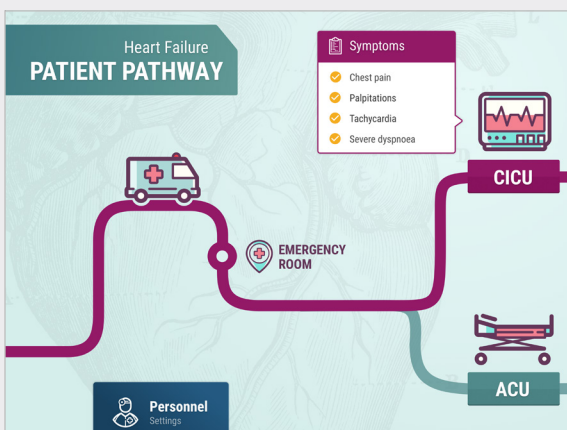 Heart Failure
PATIENT PATHWAY
Symptoms
Chest pain
Palpitations
Tachycardia
Severe dyspnoea
CICU
EMERGENCY
ROOM
ACU
Personnel
Settings